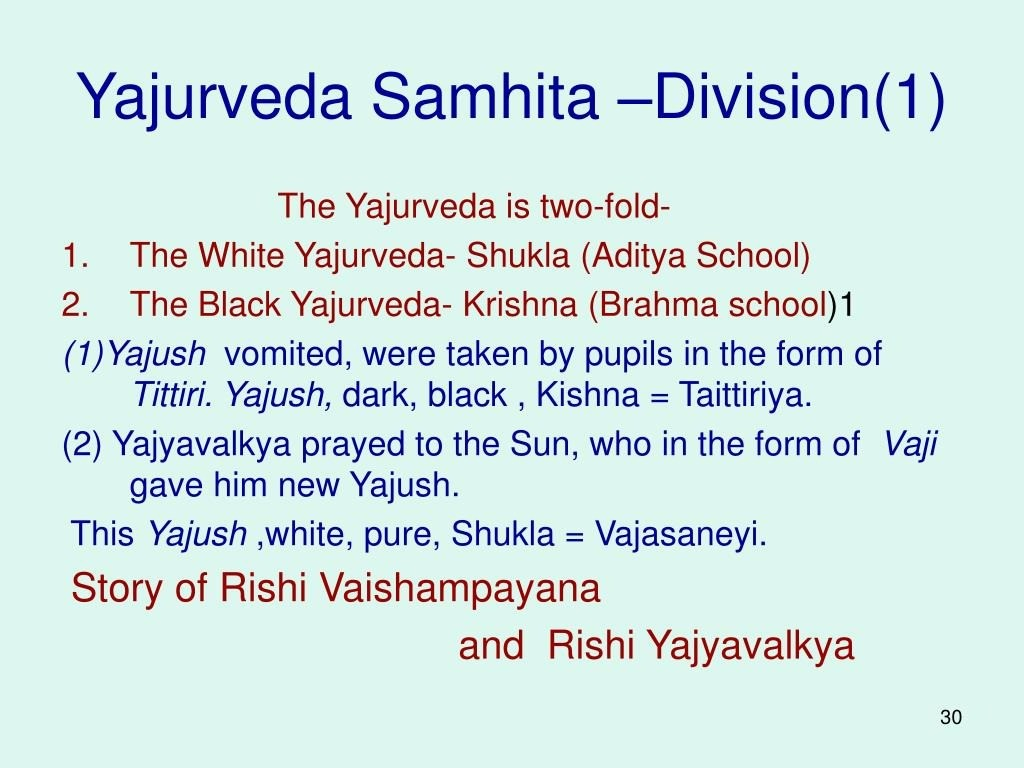 Yajurveda Samhita –Division(1)
The Yajurveda is two-fold-
1. The White Yajurveda- Shukla (Aditya School)
2. The Black Yajurveda- Krishna (Brahma school)1
(1)Yajush vomited, were taken by pupils in the form of
Tittiri. Yajush, dark, black , Kishna = Taittiriya.
(2) Yajyavalkya prayed to the Sun, who in the form of Vaji
gave him new Yajush.
This Yajush ,white, pure, Shukla = Vajasaneyi.
Story of Rishi Vaishampayana
and Rishi Yajyavalkya
30